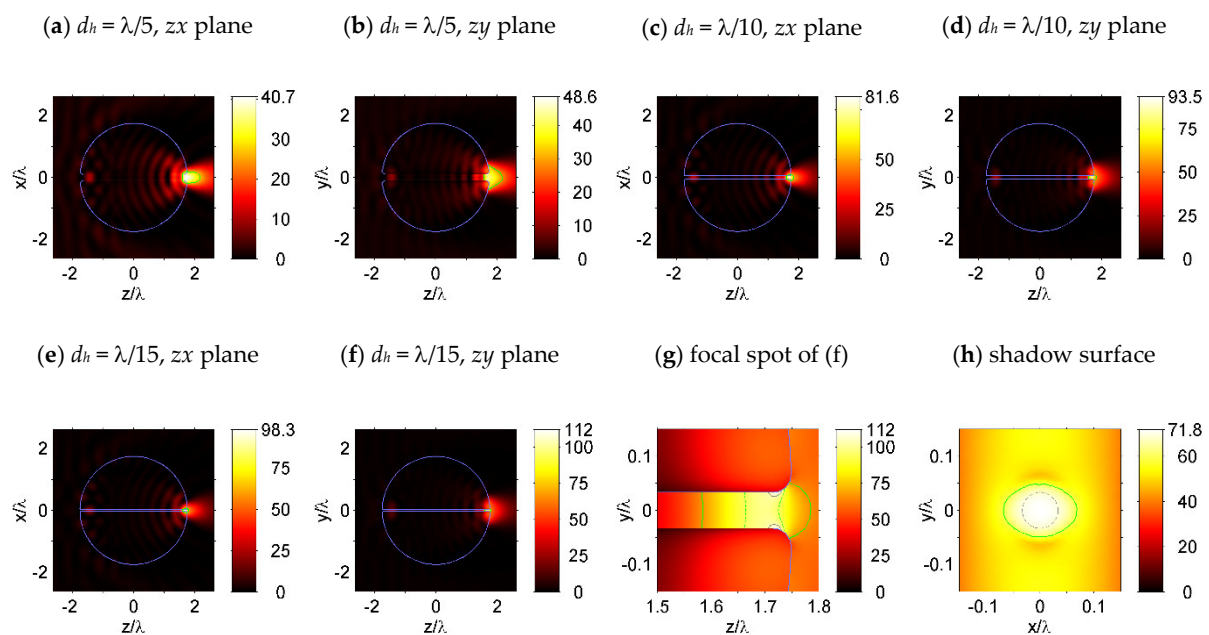 (a) dh = λ/5, zx plane
(b) dh = λ/5, zy plane
(c) dh = λ/10, zx plane
(d) dh = λ/10, zy plane
40.7
30
20
10
0
2
0
-2
x/λ
-2 0 2
z/λ
48.6
40
30
20
10
0
2
0
-2
y/λ
-2 0 2
z/λ
81.6
50
25
0
2
0
-2
x/λ
-2 0 2
z/λ
93.5
75
50
25
0
2
0
-2
y/λ
-2 0 2
z/λ
(e) dh = λ/15, zx plane
(f) dh = λ/15, zy plane
(g) focal spot of (f)
(h) shadow surface
98.3
75
50
25
0
2
0
-2
x/λ
-2 0 2
z/λ
112
100
75
50
25
0
2
0
-2
y/λ
-2 0 2
z/λ
112
100
75
50
25
0
0.1
0
-0.1
y/λ
1.5 1.6 1.7 1.8
z/λ
71.8
60
40
20
0
0.1
0
-0.1
y/λ
-0.1 0 0.1
x/λ